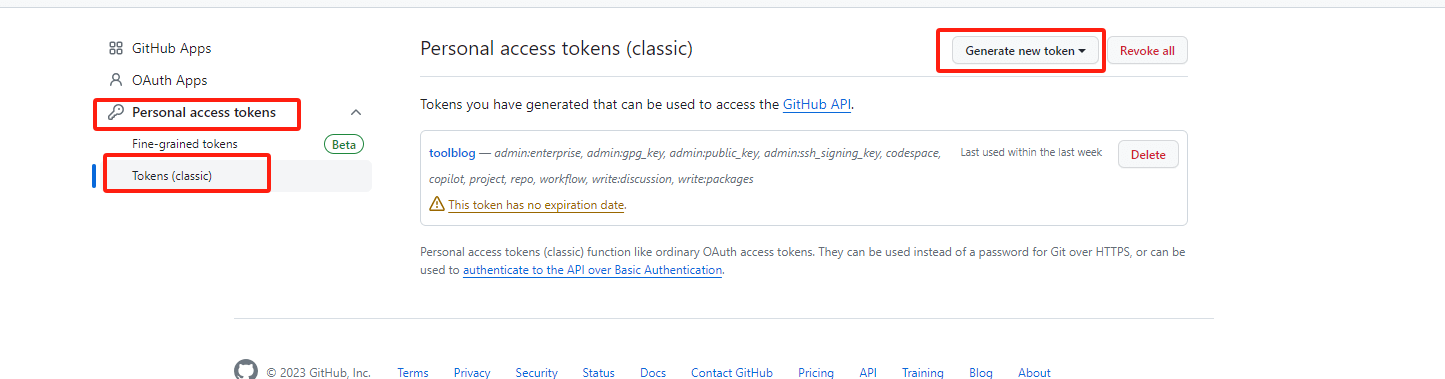 GitHub Apps
OAuth Apps
Personal access tokens
Fine-grained tokens Beta
Tokens (classic)
Personal access tokens (classic) Generate new token Revoke all
Tokens you have generated that can be used to access the GitHub API.
toolblog — admin:enterprise, admin:gpg_key, admin:public_key, admin:ssh_signing_key, codespace, Last used within the last week Delete
copilot, project, repo, workflow, write:discussion, write:packages
This token has no expiration date.
Personal access tokens (classic) function like ordinary OAuth access tokens. They can be used instead of a password for Git over HTTPS, or can be
used to authenticate to the API over Basic Authentication.
© 2023 GitHub, Inc. Terms Privacy Security Status Docs Contact GitHub Pricing API Training Blog About